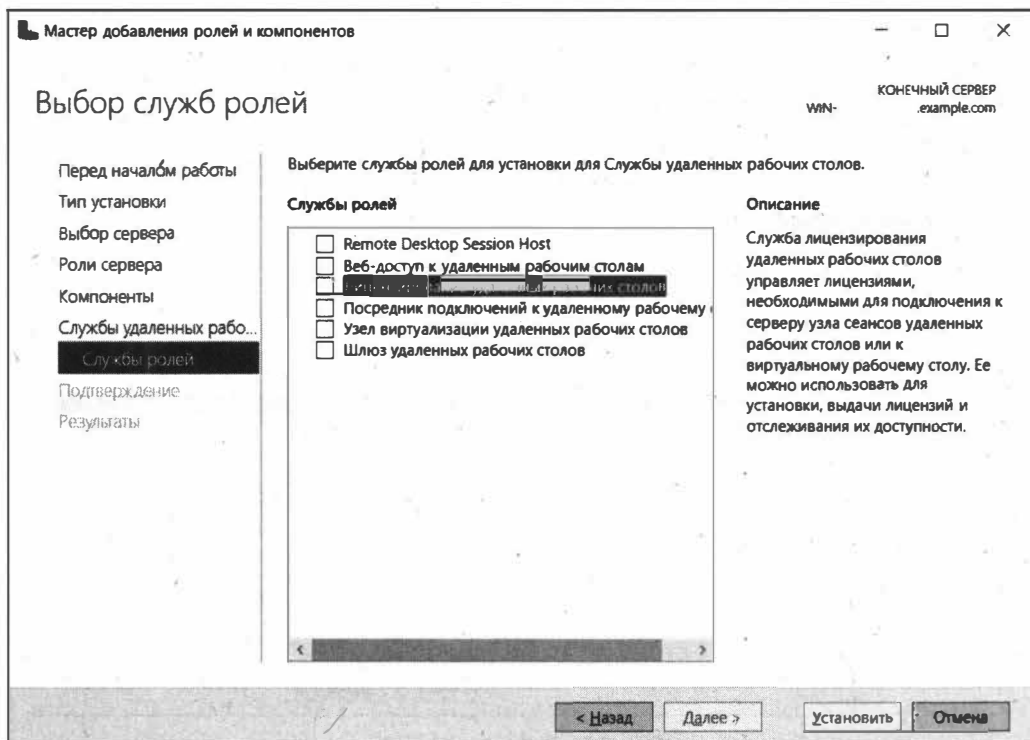 Мастер добавления ролей и компонентов
Выбор служб ролей
КОНЕЧНЫЙ СЕРВЕР
WIN- .example.com
Перед началом работы
Тип установки
Выбор сервера
Роли сервера
Компоненты
Службы удаленных рабо...
Службы ролей
Подтверждение
Результаты
Выберите службы ролей для установки для Службы удаленных рабочих столов.
Службы ролей
Remote Desktop Session Host
Веб-доступ к удаленным рабочим столам
столов
Посредник подключений к удаленному рабочему
Узел виртуализации удаленных рабочих столов
Шлюз удаленных рабочих столов
Описание
Служба лицензирования
удаленных рабочих столов
управляет лицензиями,
необходимыми для подключения к
серверу узла сеансов удаленных
рабочих столов или к
виртуальному рабочему столу. Ее
можно использовать для
установки, выдачи лицензий и
отслеживания их доступности.
< Назад
Далее >
Установить
Отмена